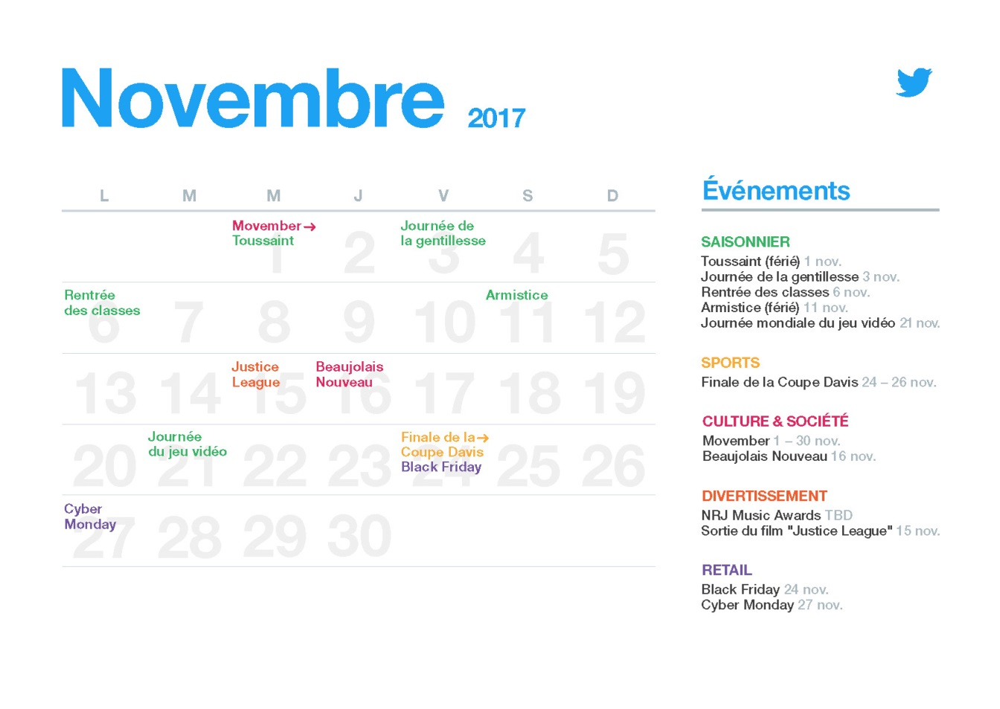 Novembre 2017
L M M J V S D
Movember→
Toussaint
Journée de
la gentillesse
1 2 3 4 5
Rentrée
des classes
Armistice
6 7 8 9 10 11 12
Justice
League
Beaujolais
Nouveau
13 14 15 16 17 18 19
Journée
du jeu vidéo
Finale de la→
Coupe Davis
Black Friday
20 21 22 23 24 25 26
Cyber
Monday
27 28 29 30
Événements
SAISONNIER
Toussaint (férié) 1 nov.
Journée de la gentillesse 3 nov.
Rentrée des classes 6 nov.
Armistice (férié) 11 nov.
Journée mondiale du jeu vidéo 21 nov.
SPORTS
Finale de la Coupe Davis 24 – 26 nov.
CULTURE & SOCIÉTÉ
Movember 1 – 30 nov.
Beaujolais Nouveau 16 nov.
DIVERTISSEMENT
NRJ Music Awards TBD
Sortie du film "Justice League" 15 nov.
RETAIL
Black Friday 24 nov.
Cyber Monday 27 nov.